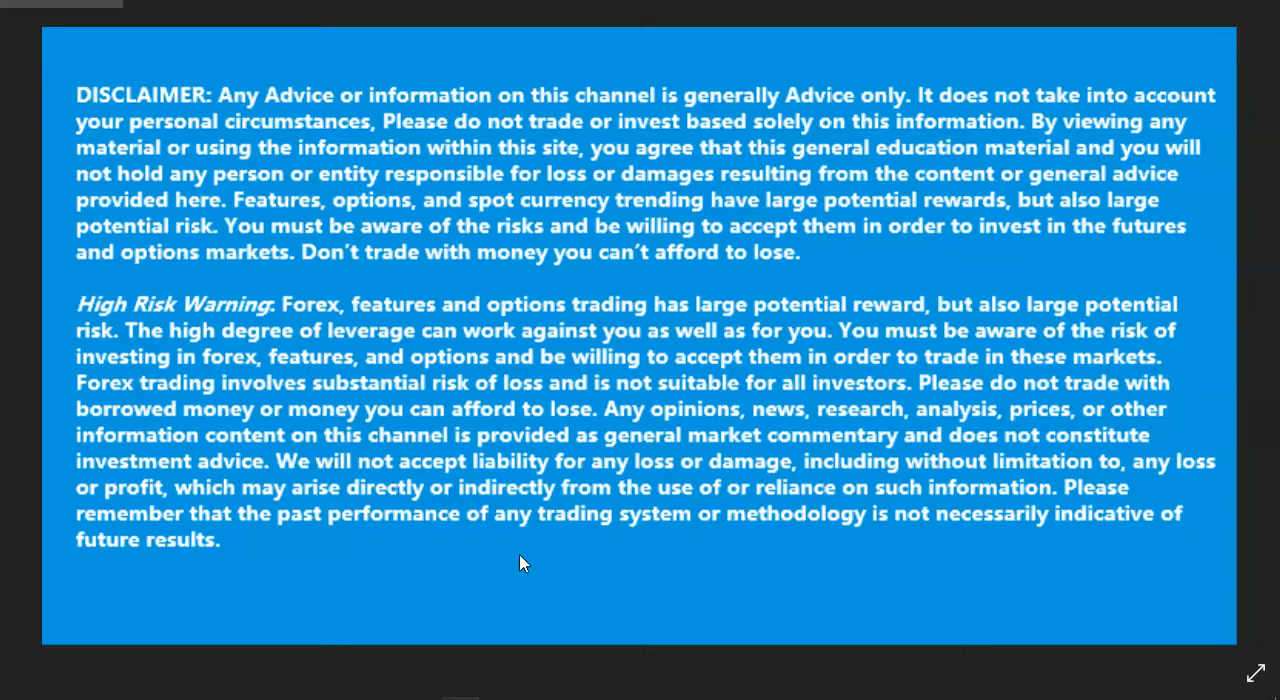 DISCLAIMER: Any Advice or information on this channel is generally Advice only. It does not take into account
your personal circumstances, Please do not trade or invest based solely on this information. By viewing any
material or using the information within this site, you agree that this general education material and you will
not hold any person or entity responsible for loss or damages resulting from the content or general advice
provided here. Features, options, and spot currency trending have large potential rewards, but also large
potential risk. You must be aware of the risks and be willing to accept them in order to invest in the futures
and options markets. Don't trade with money you can't afford to lose.
High Risk Warning: Forex, features and options trading has large potential reward, but also large potential
risk. The high degree of leverage can work against you as well as for you. You must be aware of the risk of
investing in forex, features, and options and be willing to accept them in order to trade in these markets.
Forex trading involves substantial risk of loss and is not suitable for all investors. Please do not trade with
borrowed money or money you can afford to lose. Any opinions, news, research, analysis, prices, or other
information content on this channel is provided as general market commentary and does not constitute
investment advice. We will not accept liability for any loss or damage, including without limitation to, any loss
or profit, which may arise directly or indirectly from the use of or reliance on such information. Please
remember that the past performance of any trading system or methodology is not necessarily indicative of
future results.